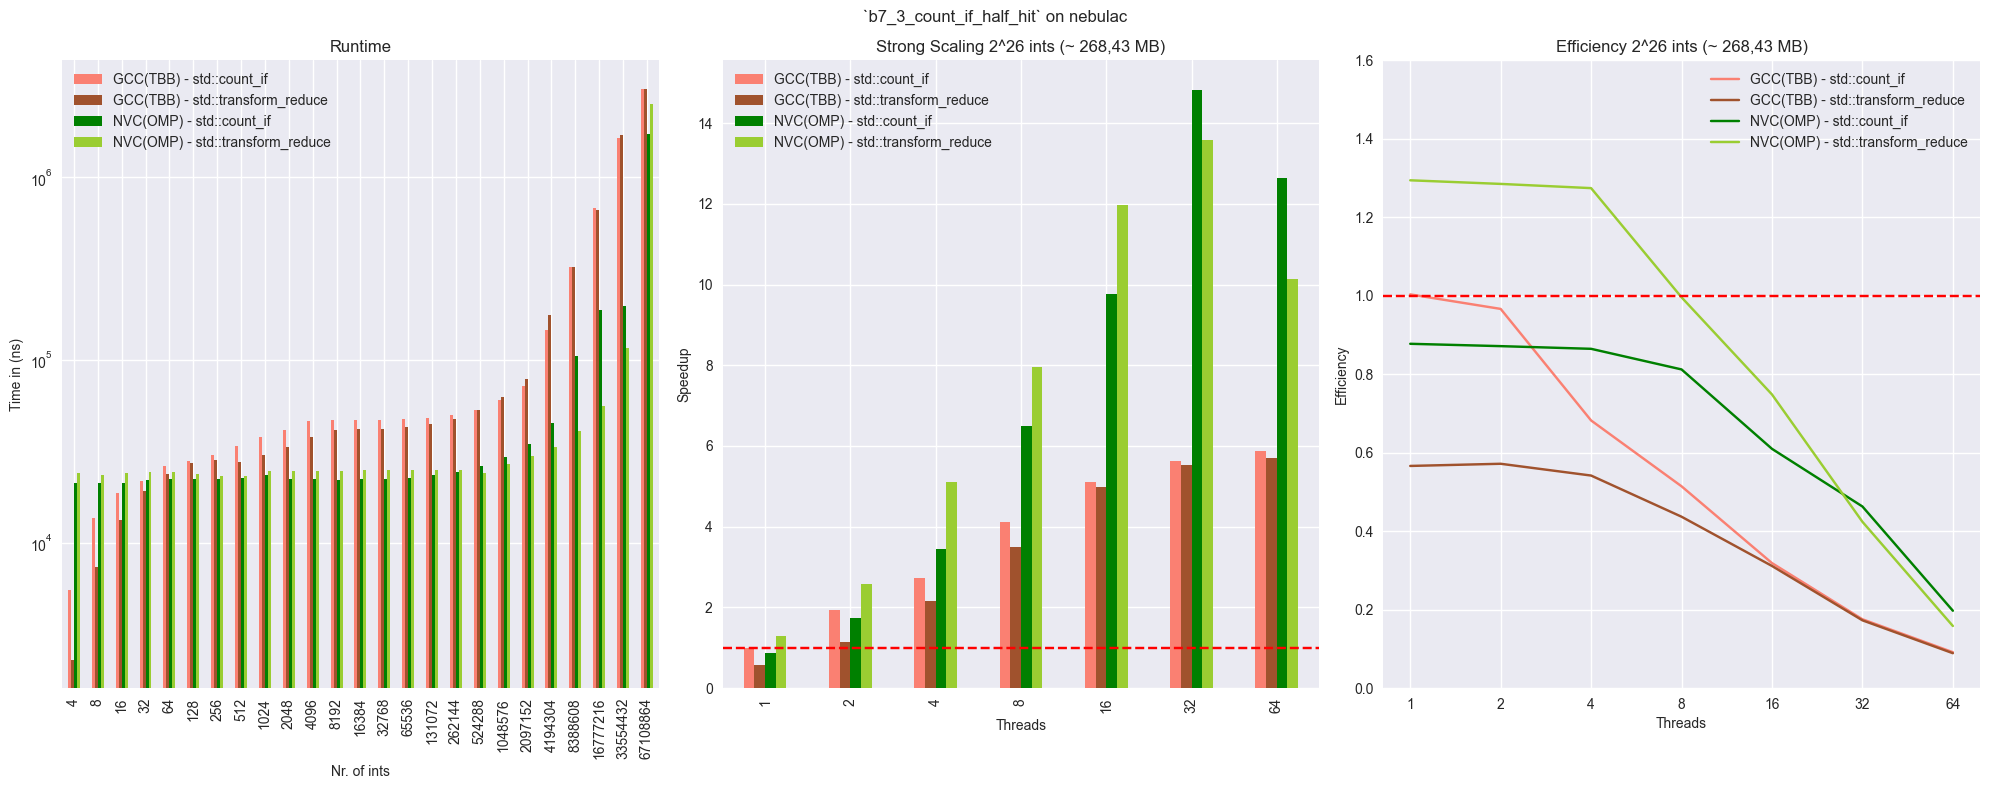 `b7_3_count_if_half_hit` on nebulac
Runtime
GCC(TBB) - std::count_if
GCC(TBB) - std::transform_reduce
NVC(OMP) - std::count_if
NVC(OMP) - std::transform_reduce
Time in (ns)
10^6
10^5
10^4
4
8
16
32
64
128
256
512
1024
2048
4096
8192
16384
32768
65536
131072
262144
524288
1048576
2097152
4194304
8388608
16777216
33554432
67108864
Nr. of ints
Strong Scaling 2^26 ints (~ 268,43 MB)
GCC(TBB) - std::count_if
GCC(TBB) - std::transform_reduce
NVC(OMP) - std::count_if
NVC(OMP) - std::transform_reduce
Speedup
14
12
10
8
6
4
2
0
1
2
4
8
16
32
64
Threads
Efficiency 2^26 ints (~ 268,43 MB)
GCC(TBB) - std::count_if
GCC(TBB) - std::transform_reduce
NVC(OMP) - std::count_if
NVC(OMP) - std::transform_reduce
Efficiency
1.6
1.4
1.2
1.0
0.8
0.6
0.4
0.2
0.0
1
2
4
8
16
32
64
Threads